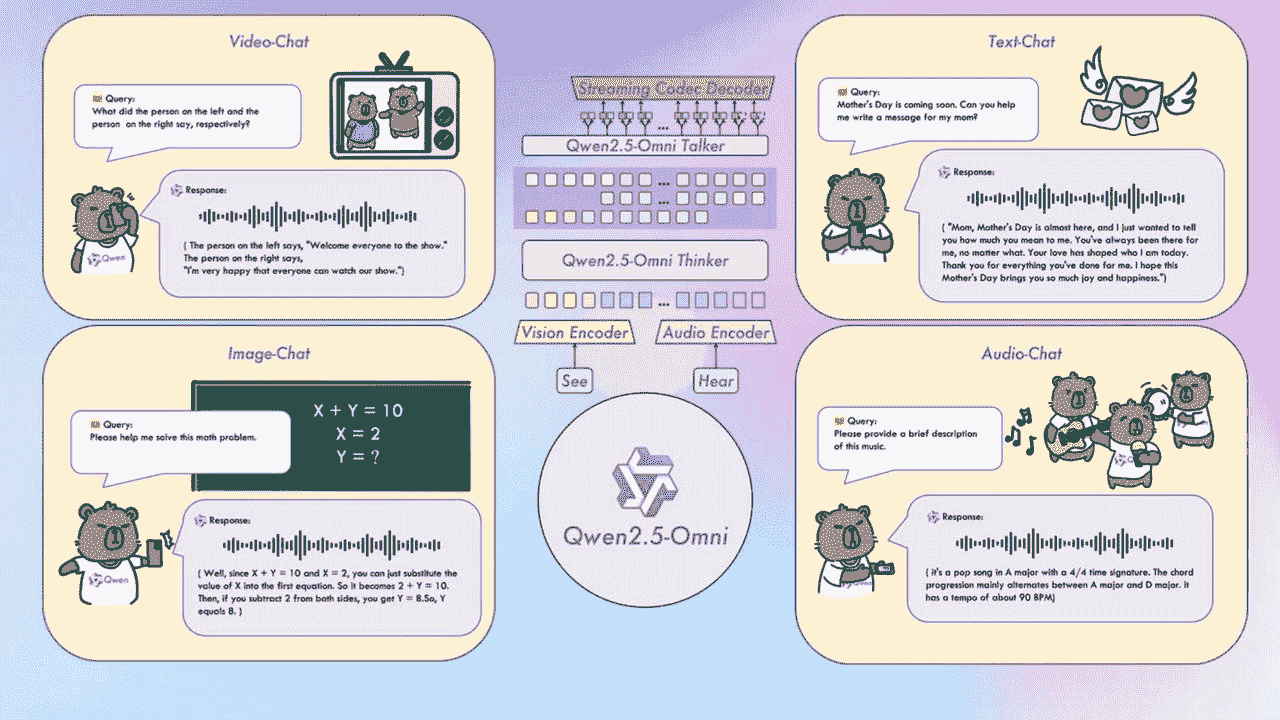 Video-Chat
Query:
What did the person on the left and the
person on the right say, respectively?
Response:
( The person on the left says, "Welcome everyone to the show."
The person on the right says,
"I'm very happy that everyone can watch our show.")
Qwen
Image-Chat
X + Y = 10
X = 2
Y = ?
Query:
Please help me solve this math problem.
Response:
( Well, since X + Y = 10 and X = 2, you can just substitute the
value of X into the first equation. So it becomes 2 + Y = 10.
Then, if you subtract 2 from both sides, you get Y = 8.So, Y
equals 8. )
Qwen
Streaming Codec Decoder
...
Qwen2.5-Omni Talker
...
...
Qwen2.5-Omni Thinker
...
Vision Encoder
Audio Encoder
See
Hear
Qwen2.5-Omni
Text-Chat
Query:
Mother's Day is coming soon. Can you help
me write a message for my mom?
Response:
( "Mom, Mother's Day is almost here, and I just wanted to tell
you how much you mean to me. You've always been there for
me, no matter what. Your love has shaped who I am today.
Thank you for everything you've done for me. I hope this
Mother's Day brings you so much joy and happiness.")
Audio-Chat
Query:
Please provide a brief description
of this music.
Response:
( it's a pop song in A major with a 4/4 time signature. The chord
progression mainly alternates between A major and D major. it
has a tempo of about 90 BPM)